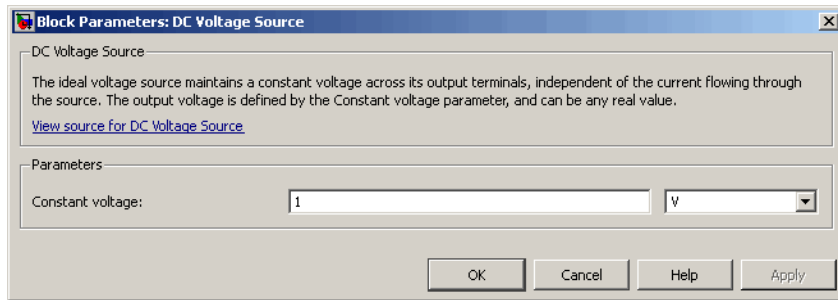 Block Parameters: DC Voltage Source
DC Voltage Source
The ideal voltage source maintains a constant voltage across its output terminals, independent of the current flowing through
the source. The output voltage is defined by the Constant voltage parameter, and can be any real value.
View source for DC Voltage Source
Parameters
Constant voltage: 1 V
OK Cancel Help Apply